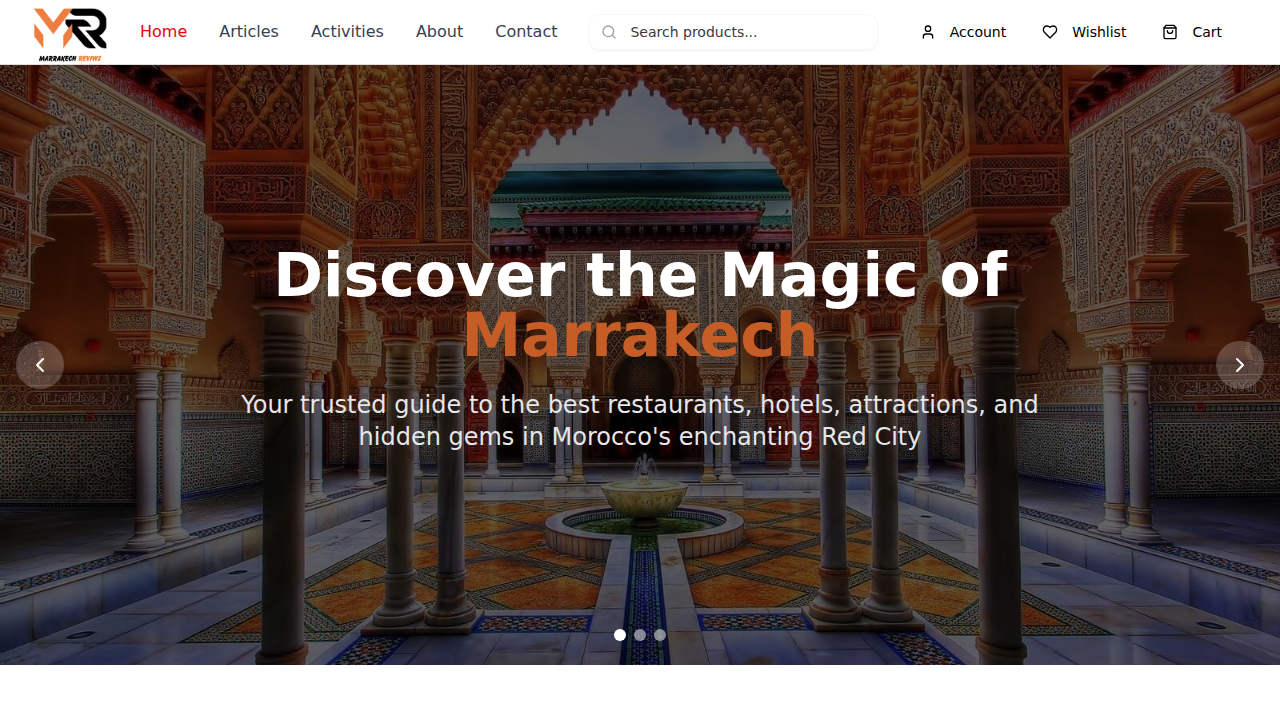 MARRAKECH REVIWS
Home
Articles
Activities
About
Contact
Search products...
Account
Wishlist
Cart
Discover the Magic of
Marrakech
Your trusted guide to the best restaurants, hotels, attractions, and
hidden gems in Morocco's enchanting Red City